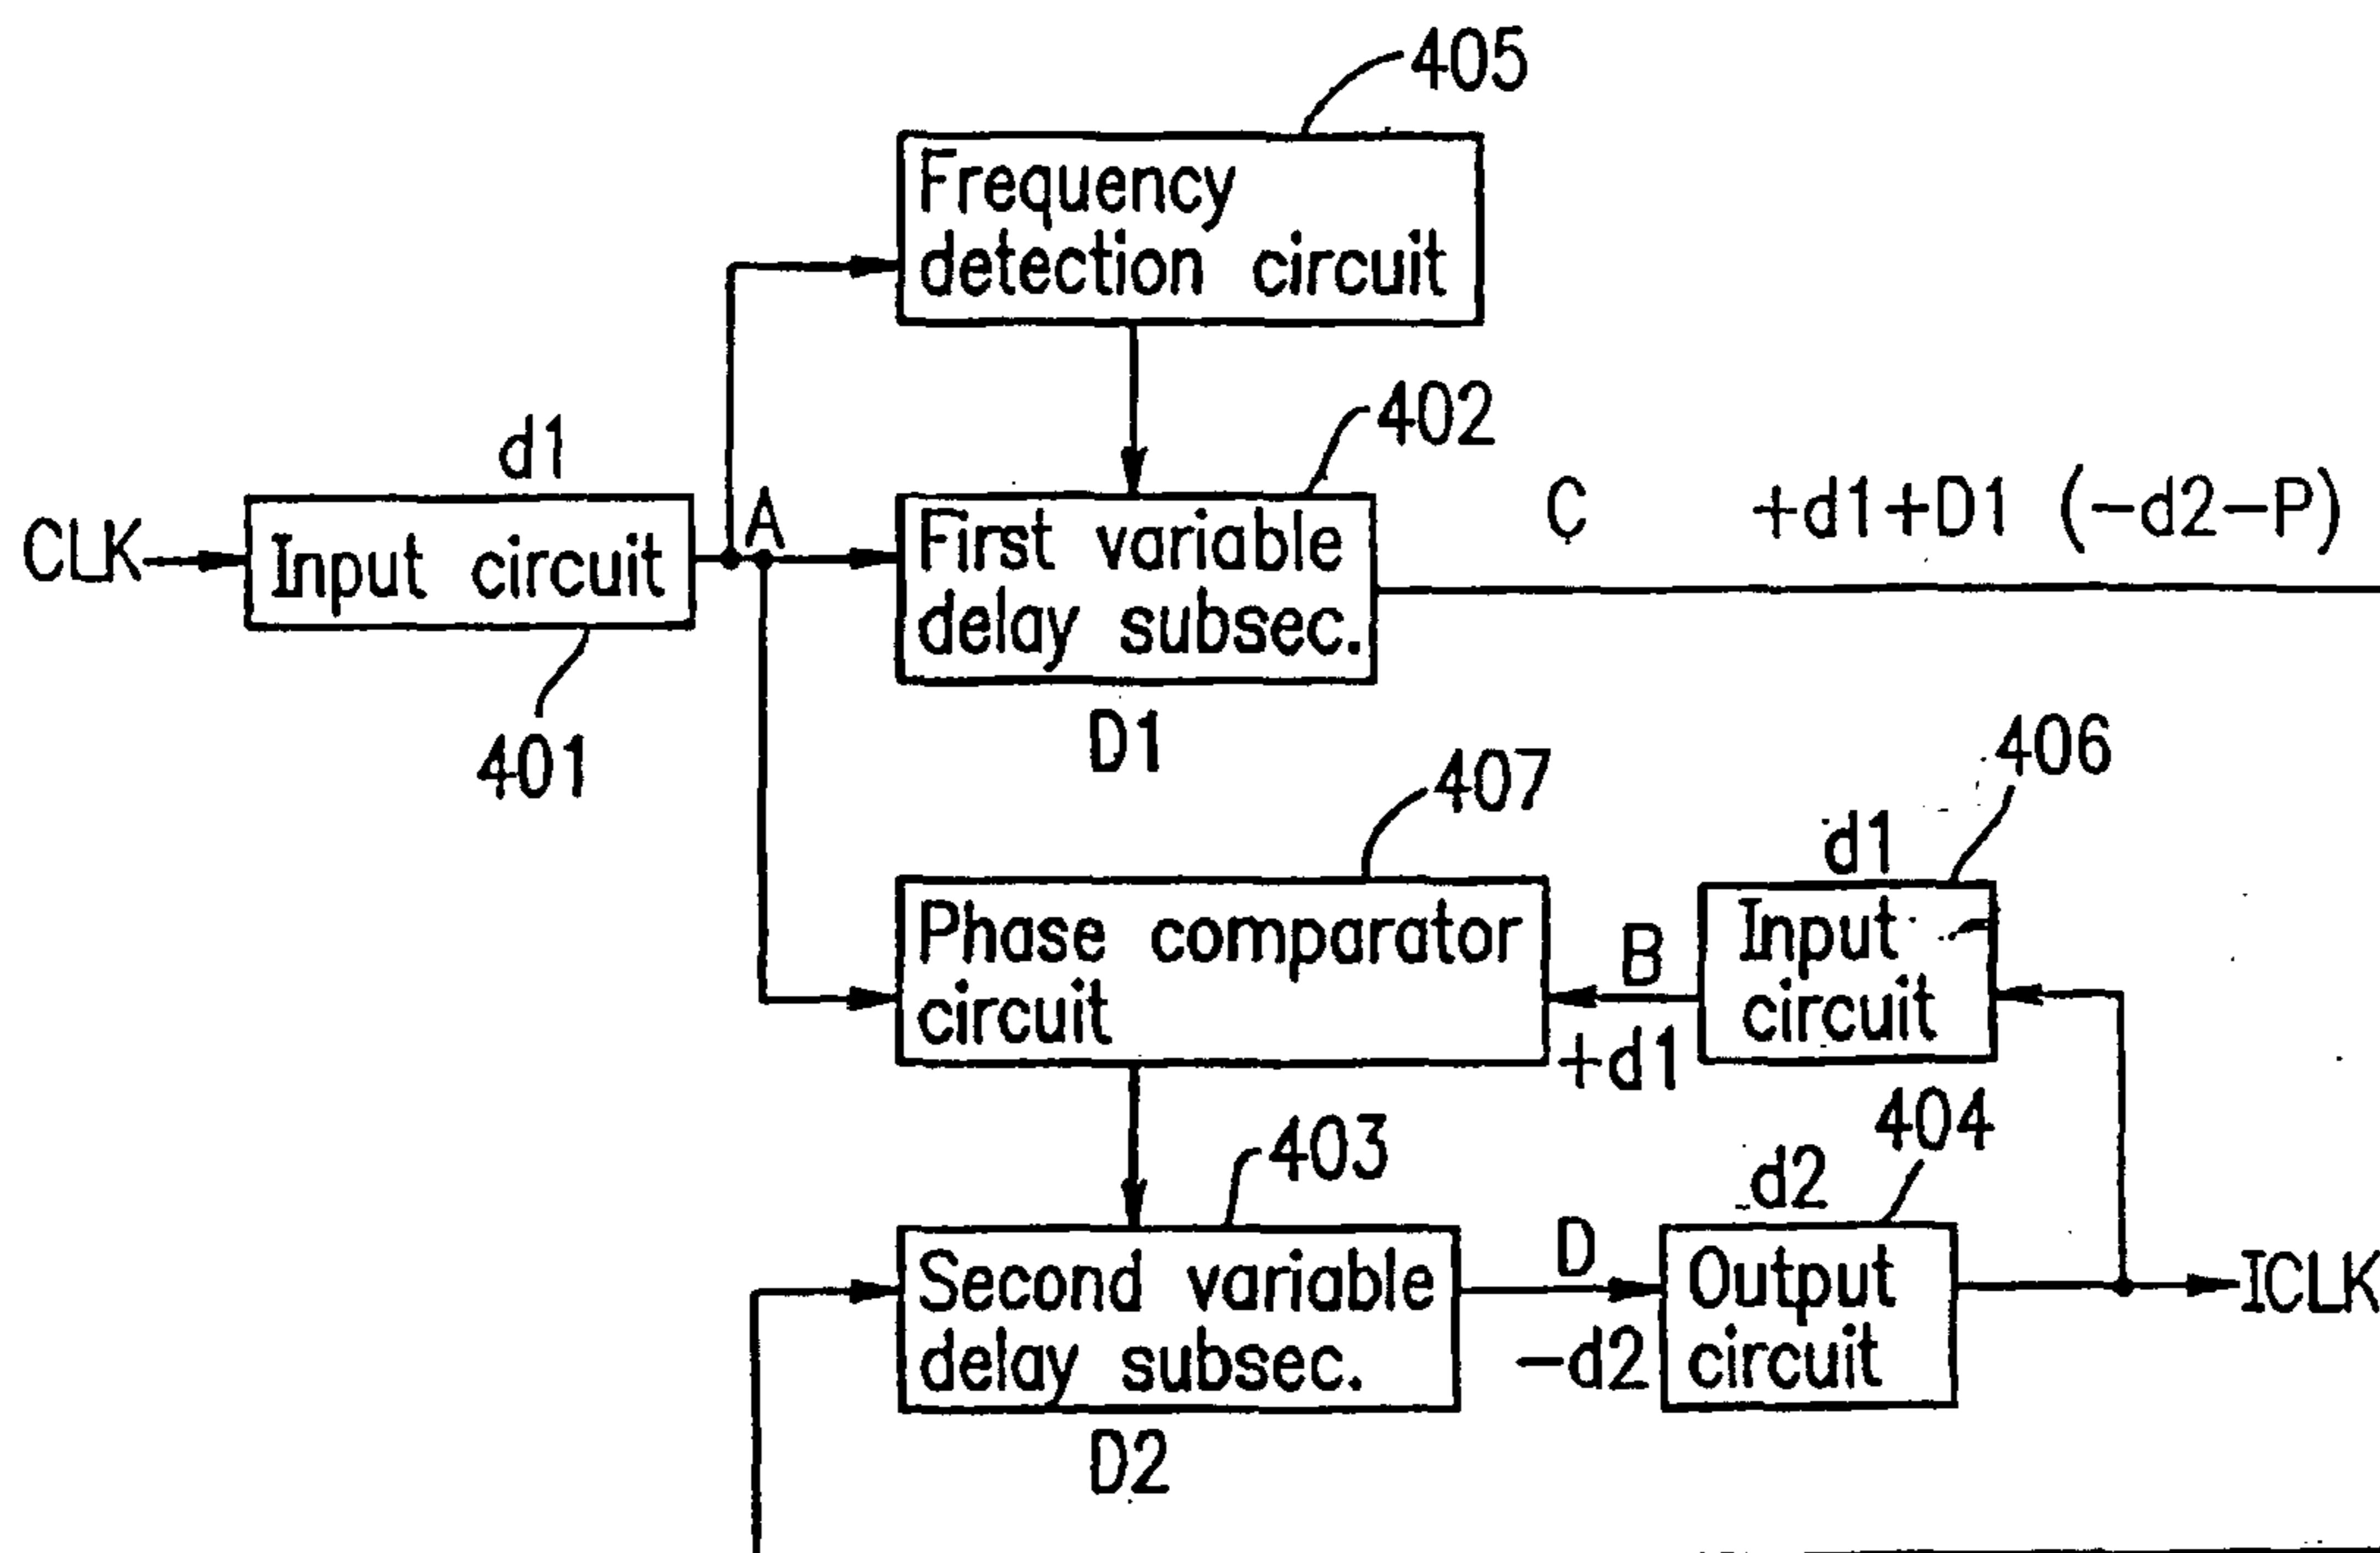 405
Frequency
detection circuit
402
d1
CLK
Input circuit
A
First variable
delay subsec.
C
+d1+D1 (-d2-P)
401
D1
407
406
d1
Phase comparator
circuit
B
+d1
Input
circuit
403
404
d2
Second variable
delay subsec.
D
-d2
Output
circuit
ICLK
D2